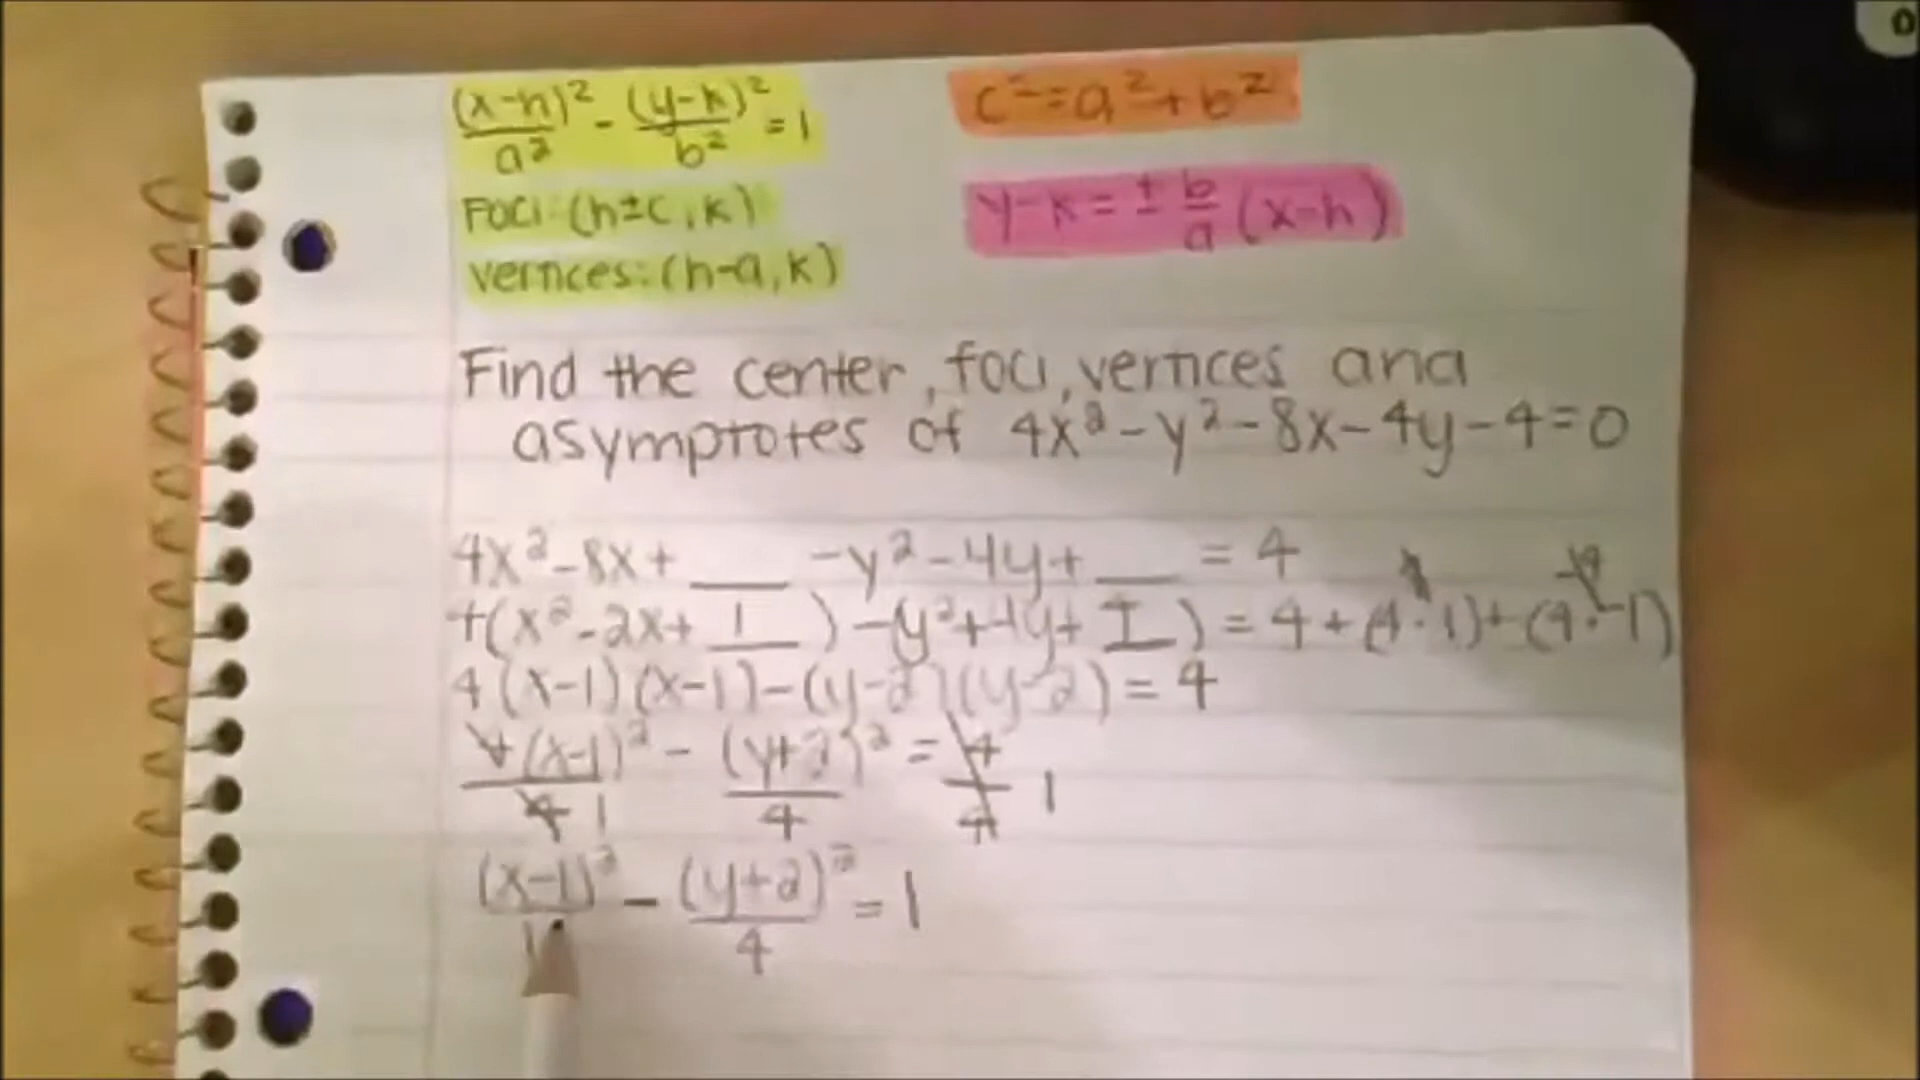 (x-h)²/a² - (y-k)²/b² = 1
c² = a² + b²
Foci: (h±c, k)
y-k = ± b/a (x-h)
vertices: (h-a, k)
Find the center, foci, vertices and
asymptotes of 4x²-y²-8x-4y-4=0
4x²-8x+ ___ -y²-4y+ ___ = 4
4(x²-2x+ 1 ) -(y²+4y+ ) = 4 + (4·1) + (4·-1)
4(x-1)(x-1)-(y-2)(y-2) = 4
4(x-1)²/4 1 - (y+2)²/4 = 4/4 1
(x-1)²/1 - (y+2)²/4 = 1
0